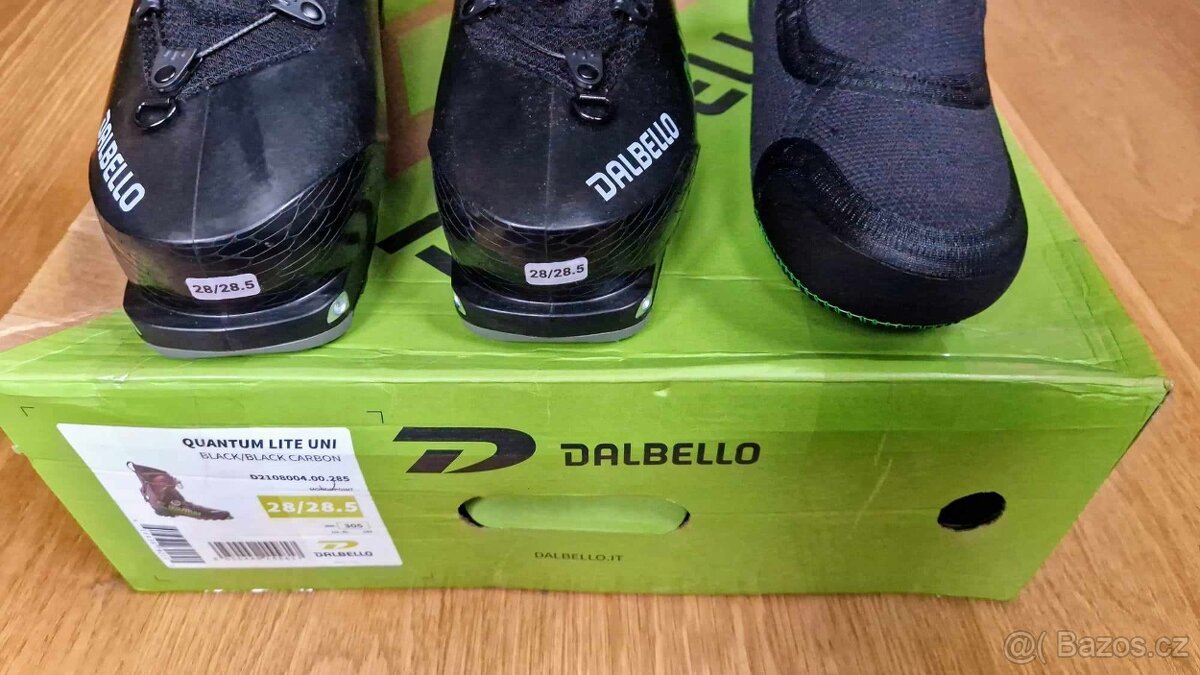 DALBELLO
DALBELLO
28/28.5
28/28.5
QUANTUM LITE UNI
BLACK/BLACK CARBON
D2108004.00.285
28/28.5
305
DALBELLO
DALBELLO
DALBELLO.IT
@( Bazos.cz